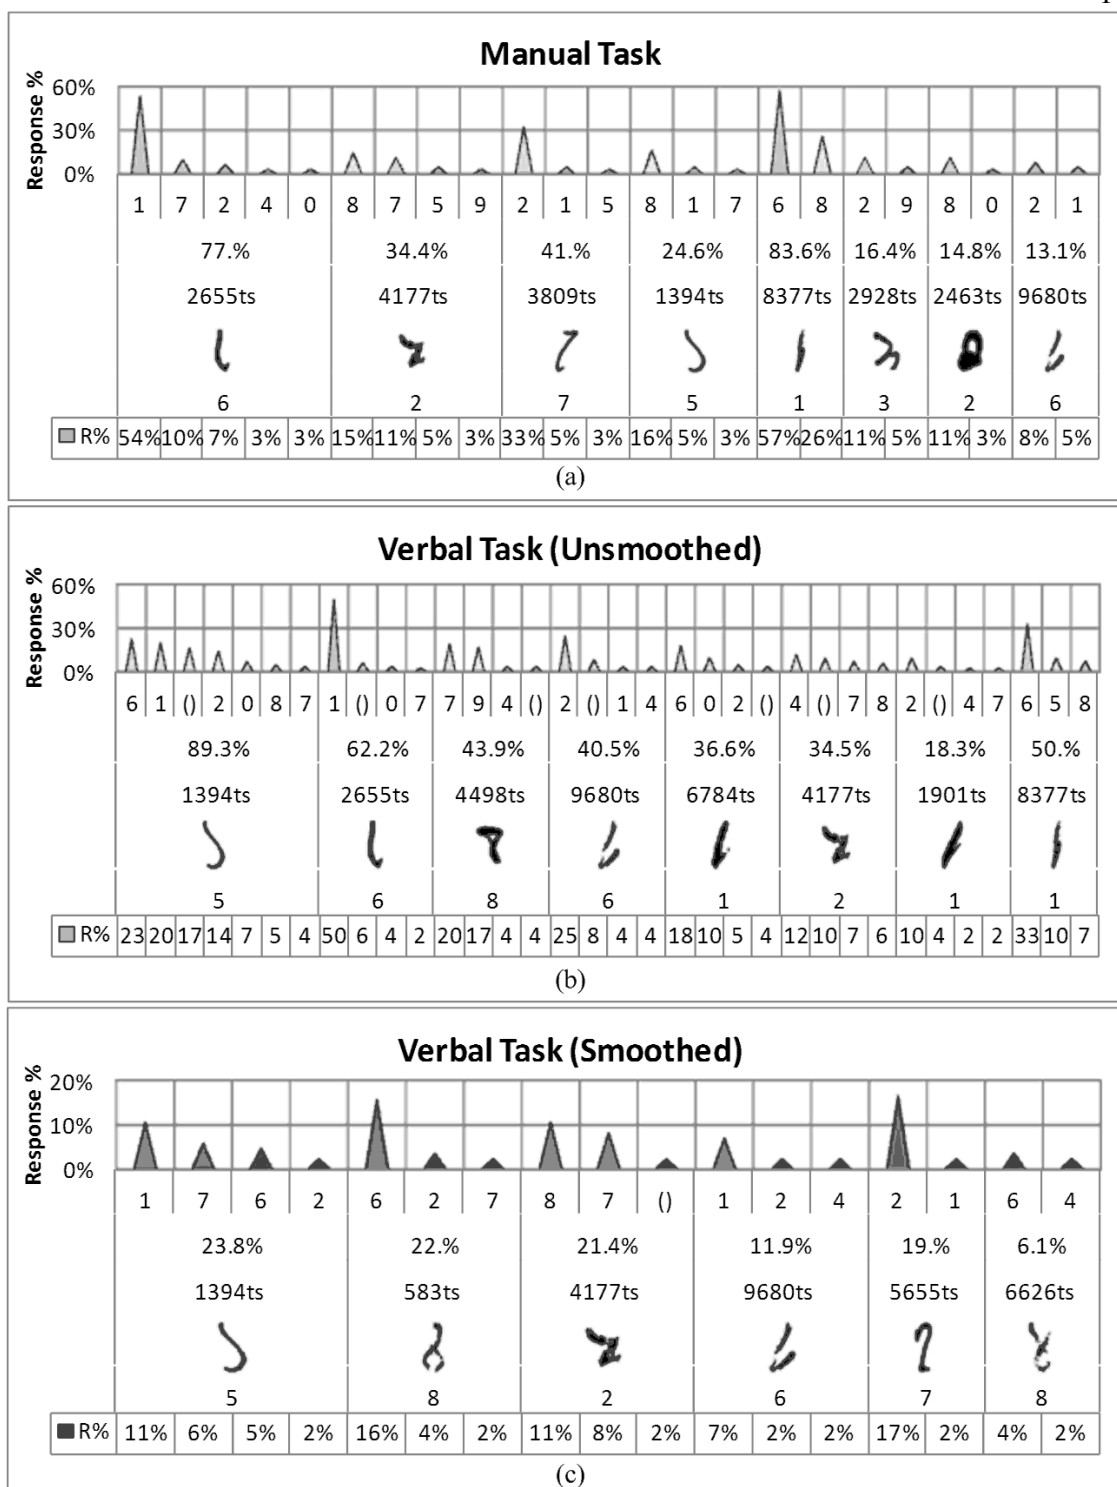 Manual Task
Response %
60%
30%
0%
1 7 2 4 0 8 7 5 9 2 1 5 8 1 7 6 8 2 9 8 0 2 1
77.% 34.4% 41.% 24.6% 83.6% 16.4% 14.8% 13.1%
2655ts 4177ts 3809ts 1394ts 8377ts 2928ts 2463ts 9680ts
6 2 7 5 1 3 2 6
R% 54% 10% 7% 3% 3% 15% 11% 5% 3% 33% 5% 3% 16% 5% 3% 57% 26% 11% 5% 11% 3% 8% 5%
(a)
Verbal Task (Unsmoothed)
Response %
60%
30%
0%
6 1 () 2 0 8 7 1 () 0 7 7 9 4 () 2 () 1 4 6 0 2 () 4 () 7 8 2 () 4 7 6 5 8
89.3% 62.2% 43.9% 40.5% 36.6% 34.5% 18.3% 50.%
1394ts 2655ts 4498ts 9680ts 6784ts 4177ts 1901ts 8377ts
5 6 8 6 1 2 1 1
R% 23 20 17 14 7 5 4 50 6 4 2 20 17 4 4 25 8 4 4 18 10 5 4 12 10 7 6 10 4 2 2 33 10 7
(b)
Verbal Task (Smoothed)
Response %
20%
10%
0%
1 7 6 2 6 2 7 8 7 () 1 2 4 2 1 6 4
23.8% 22.% 21.4% 11.9% 19.% 6.1%
1394ts 583ts 4177ts 9680ts 5655ts 6626ts
5 8 2 6 7 8
R% 11% 6% 5% 2% 16% 4% 2% 11% 8% 2% 7% 2% 2% 17% 2% 4% 2%
(c)